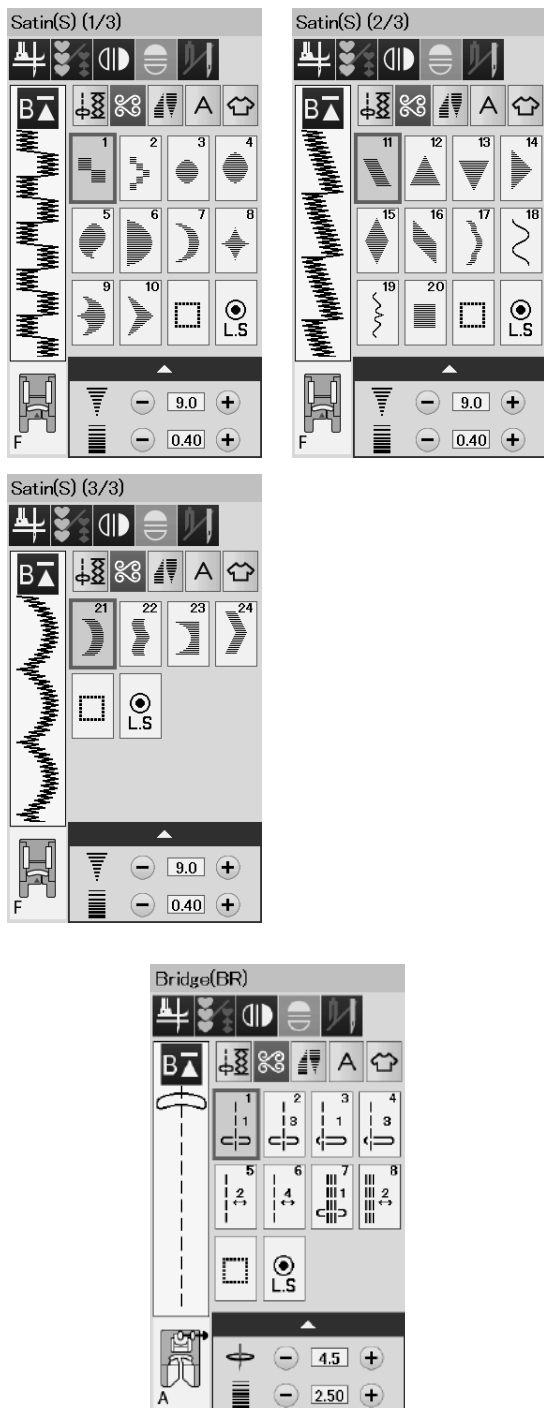 Satin(S) (1/3)
B A
1 2 3 4
5 6 7 8
9 10
L.S
9.0
F 0.40
Satin(S) (2/3)
B A
11 12 13 14
15 16 17 18
19 20
L.S
9.0
F 0.40
Satin(S) (3/3)
B A
21 22 23 24
L.S
9.0
F 0.40
Bridge(BR)
B A
1 2 3 4
1 3 1 3
5 6 7 8
2 4 1 2
L.S
4.5
A 2.50